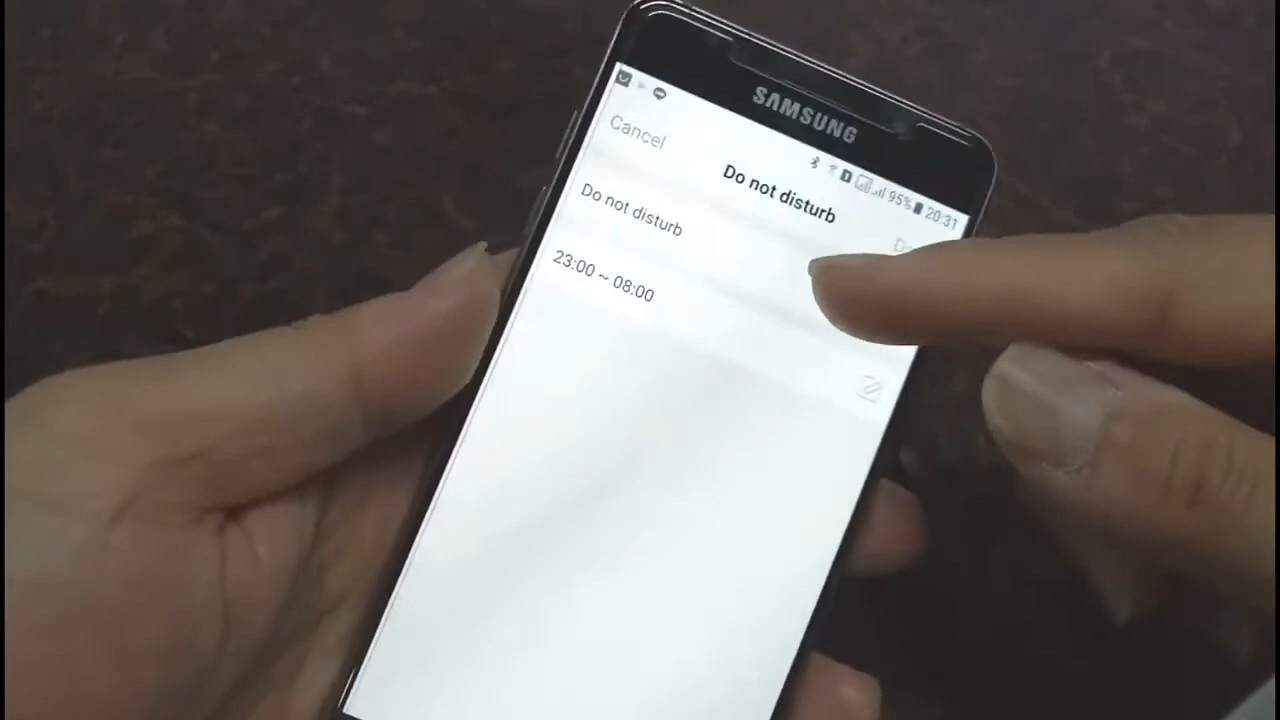 SAMSUNG
95% 20:31
Cancel
Do not disturb
Do not disturb
23:00 ~ 08:00